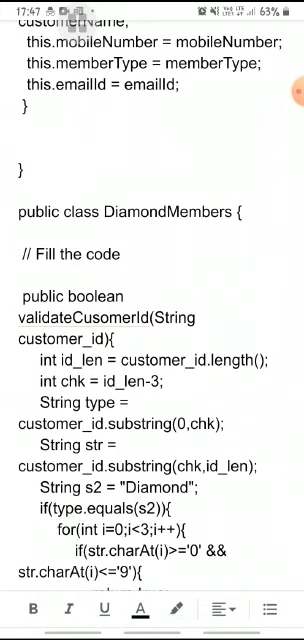 17:47
63%
customerName;
this.mobileNumber = mobileNumber;
this.memberType = memberType;
this.emailId = emailId;
}
}
public class DiamondMembers {
// Fill the code
public boolean
validateCusomerId(String
customer_id){
int id_len = customer_id.length();
int chk = id_len-3;
String type =
customer_id.substring(0,chk);
String str =
customer_id.substring(chk,id_len);
String s2 = "Diamond";
if(type.equals(s2)){
for(int i=0;i<3;i++){
if(str.charAt(i)>='0' &&
str.charAt(i)<='9'){
B I U A